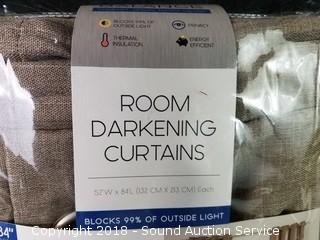 BLOCKS 99% OF
OUTSIDE LIGHT
PRIVACY
THERMAL
INSULATION
ENERGY
EFFICIENT
ROOM
DARKENING
CURTAINS
52"W x 84"L (132 CM X 213 CM) Each
BLOCKS 99% OF OUTSIDE LIGHT
84"
Copyright 2018 - Sound Auction Service